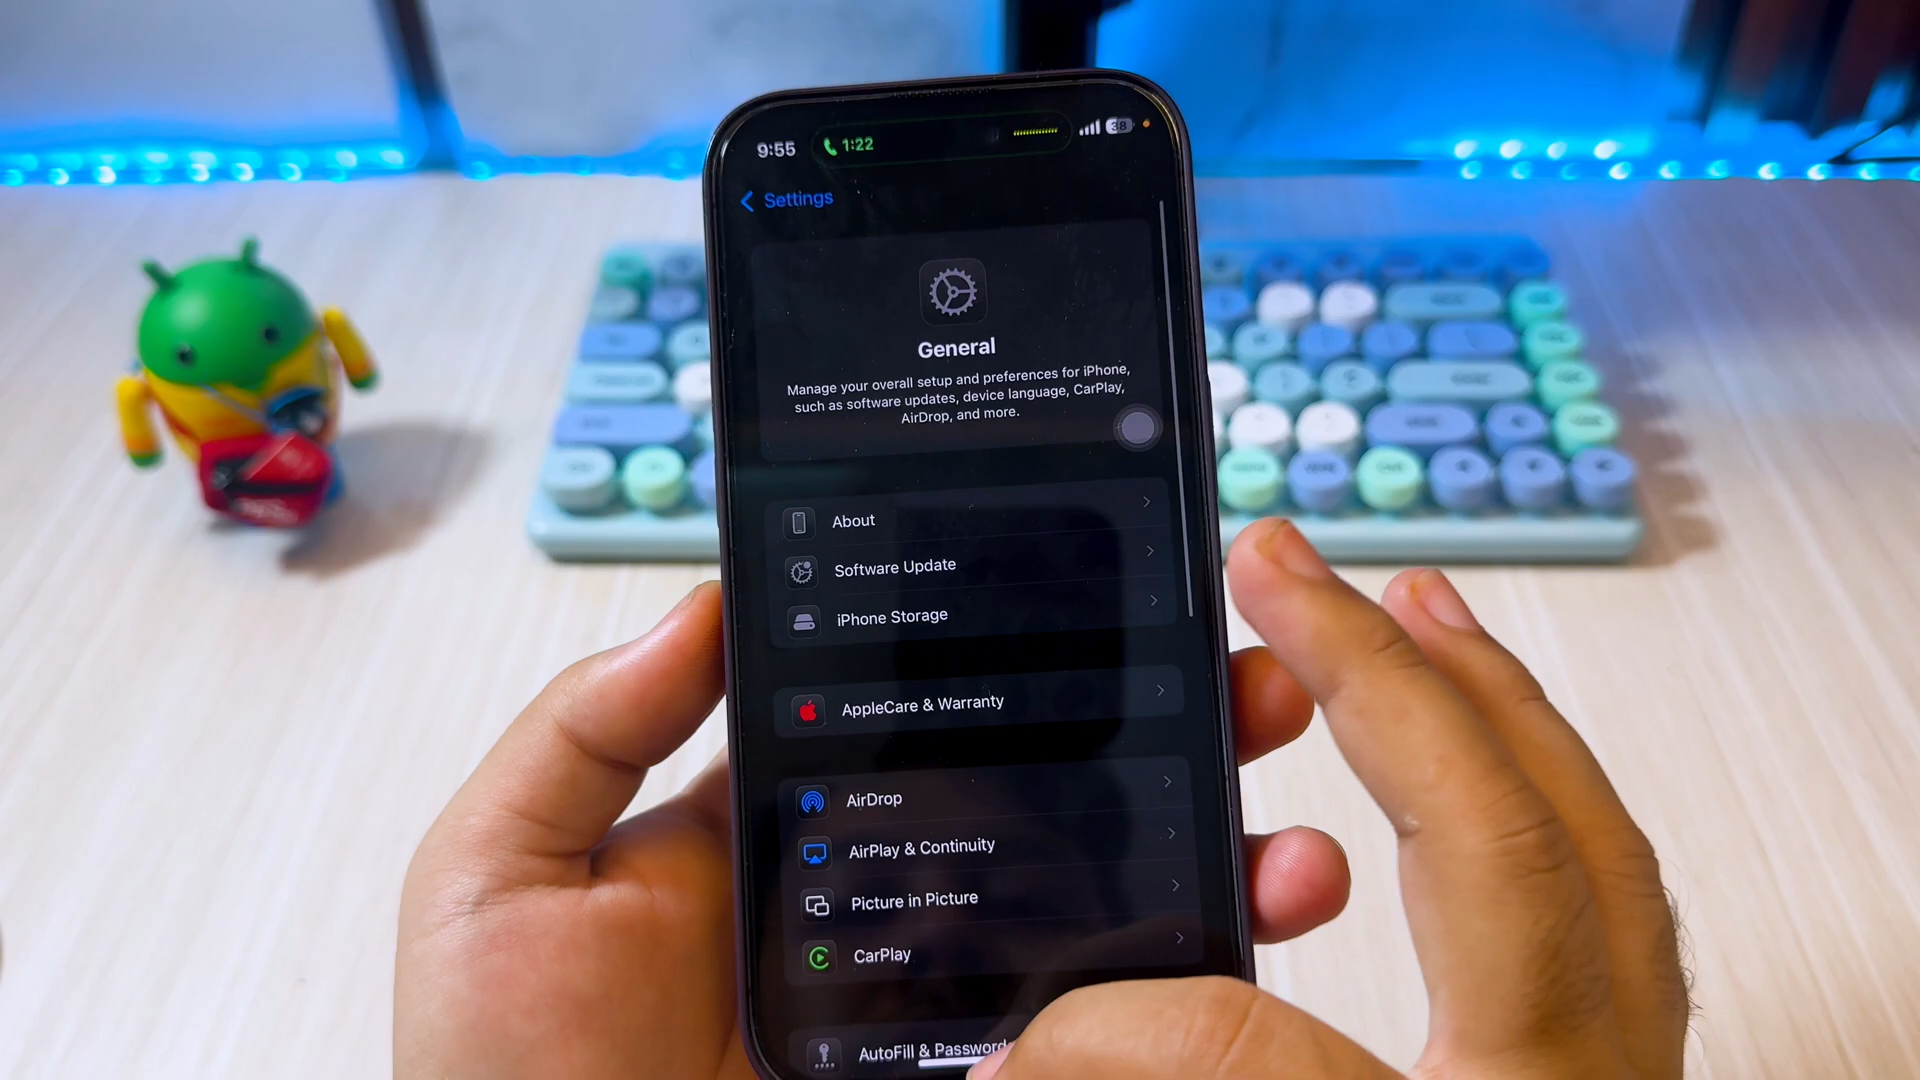 9:55
1:22
38
Settings
General
Manage your overall setup and preferences for iPhone,
such as software updates, device language, CarPlay,
AirDrop, and more.
About
Software Update
iPhone Storage
AppleCare & Warranty
AirDrop
AirPlay & Continuity
Picture in Picture
CarPlay
AutoFill & Password